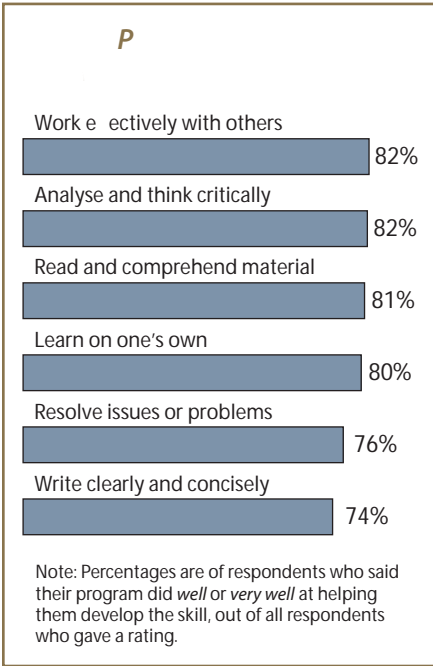 P
Work e ectively with others
82%
Analyse and think critically
82%
Read and comprehend material
81%
Learn on one's own
80%
Resolve issues or problems
76%
Write clearly and concisely
74%
Note: Percentages are of respondents who said
their program did well or very well at helping
them develop the skill, out of all respondents
who gave a rating.